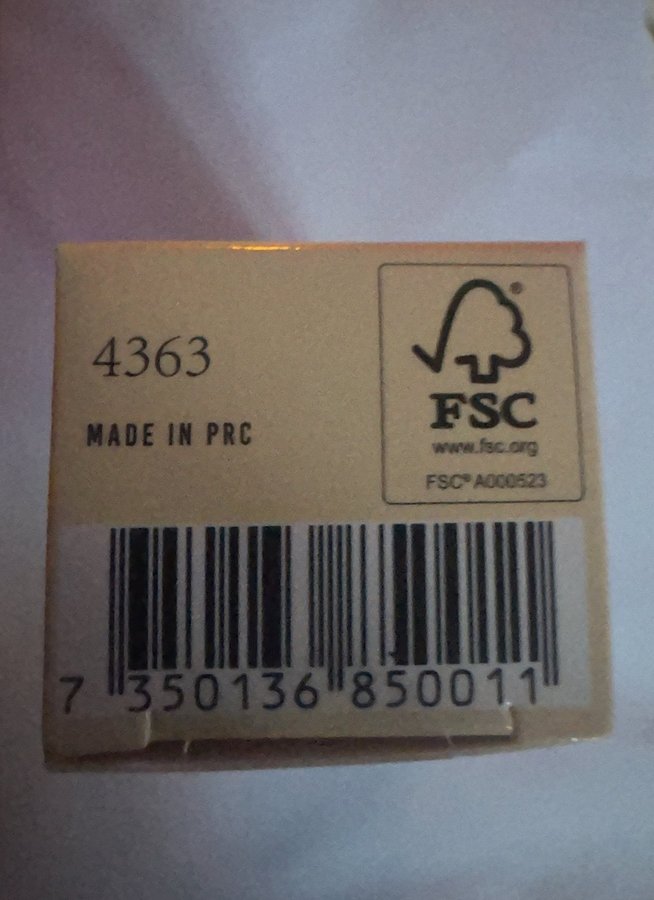 4363
MADE IN PRC
FSC®
www.fsc.org
FSC® A000523
7 350136 850011